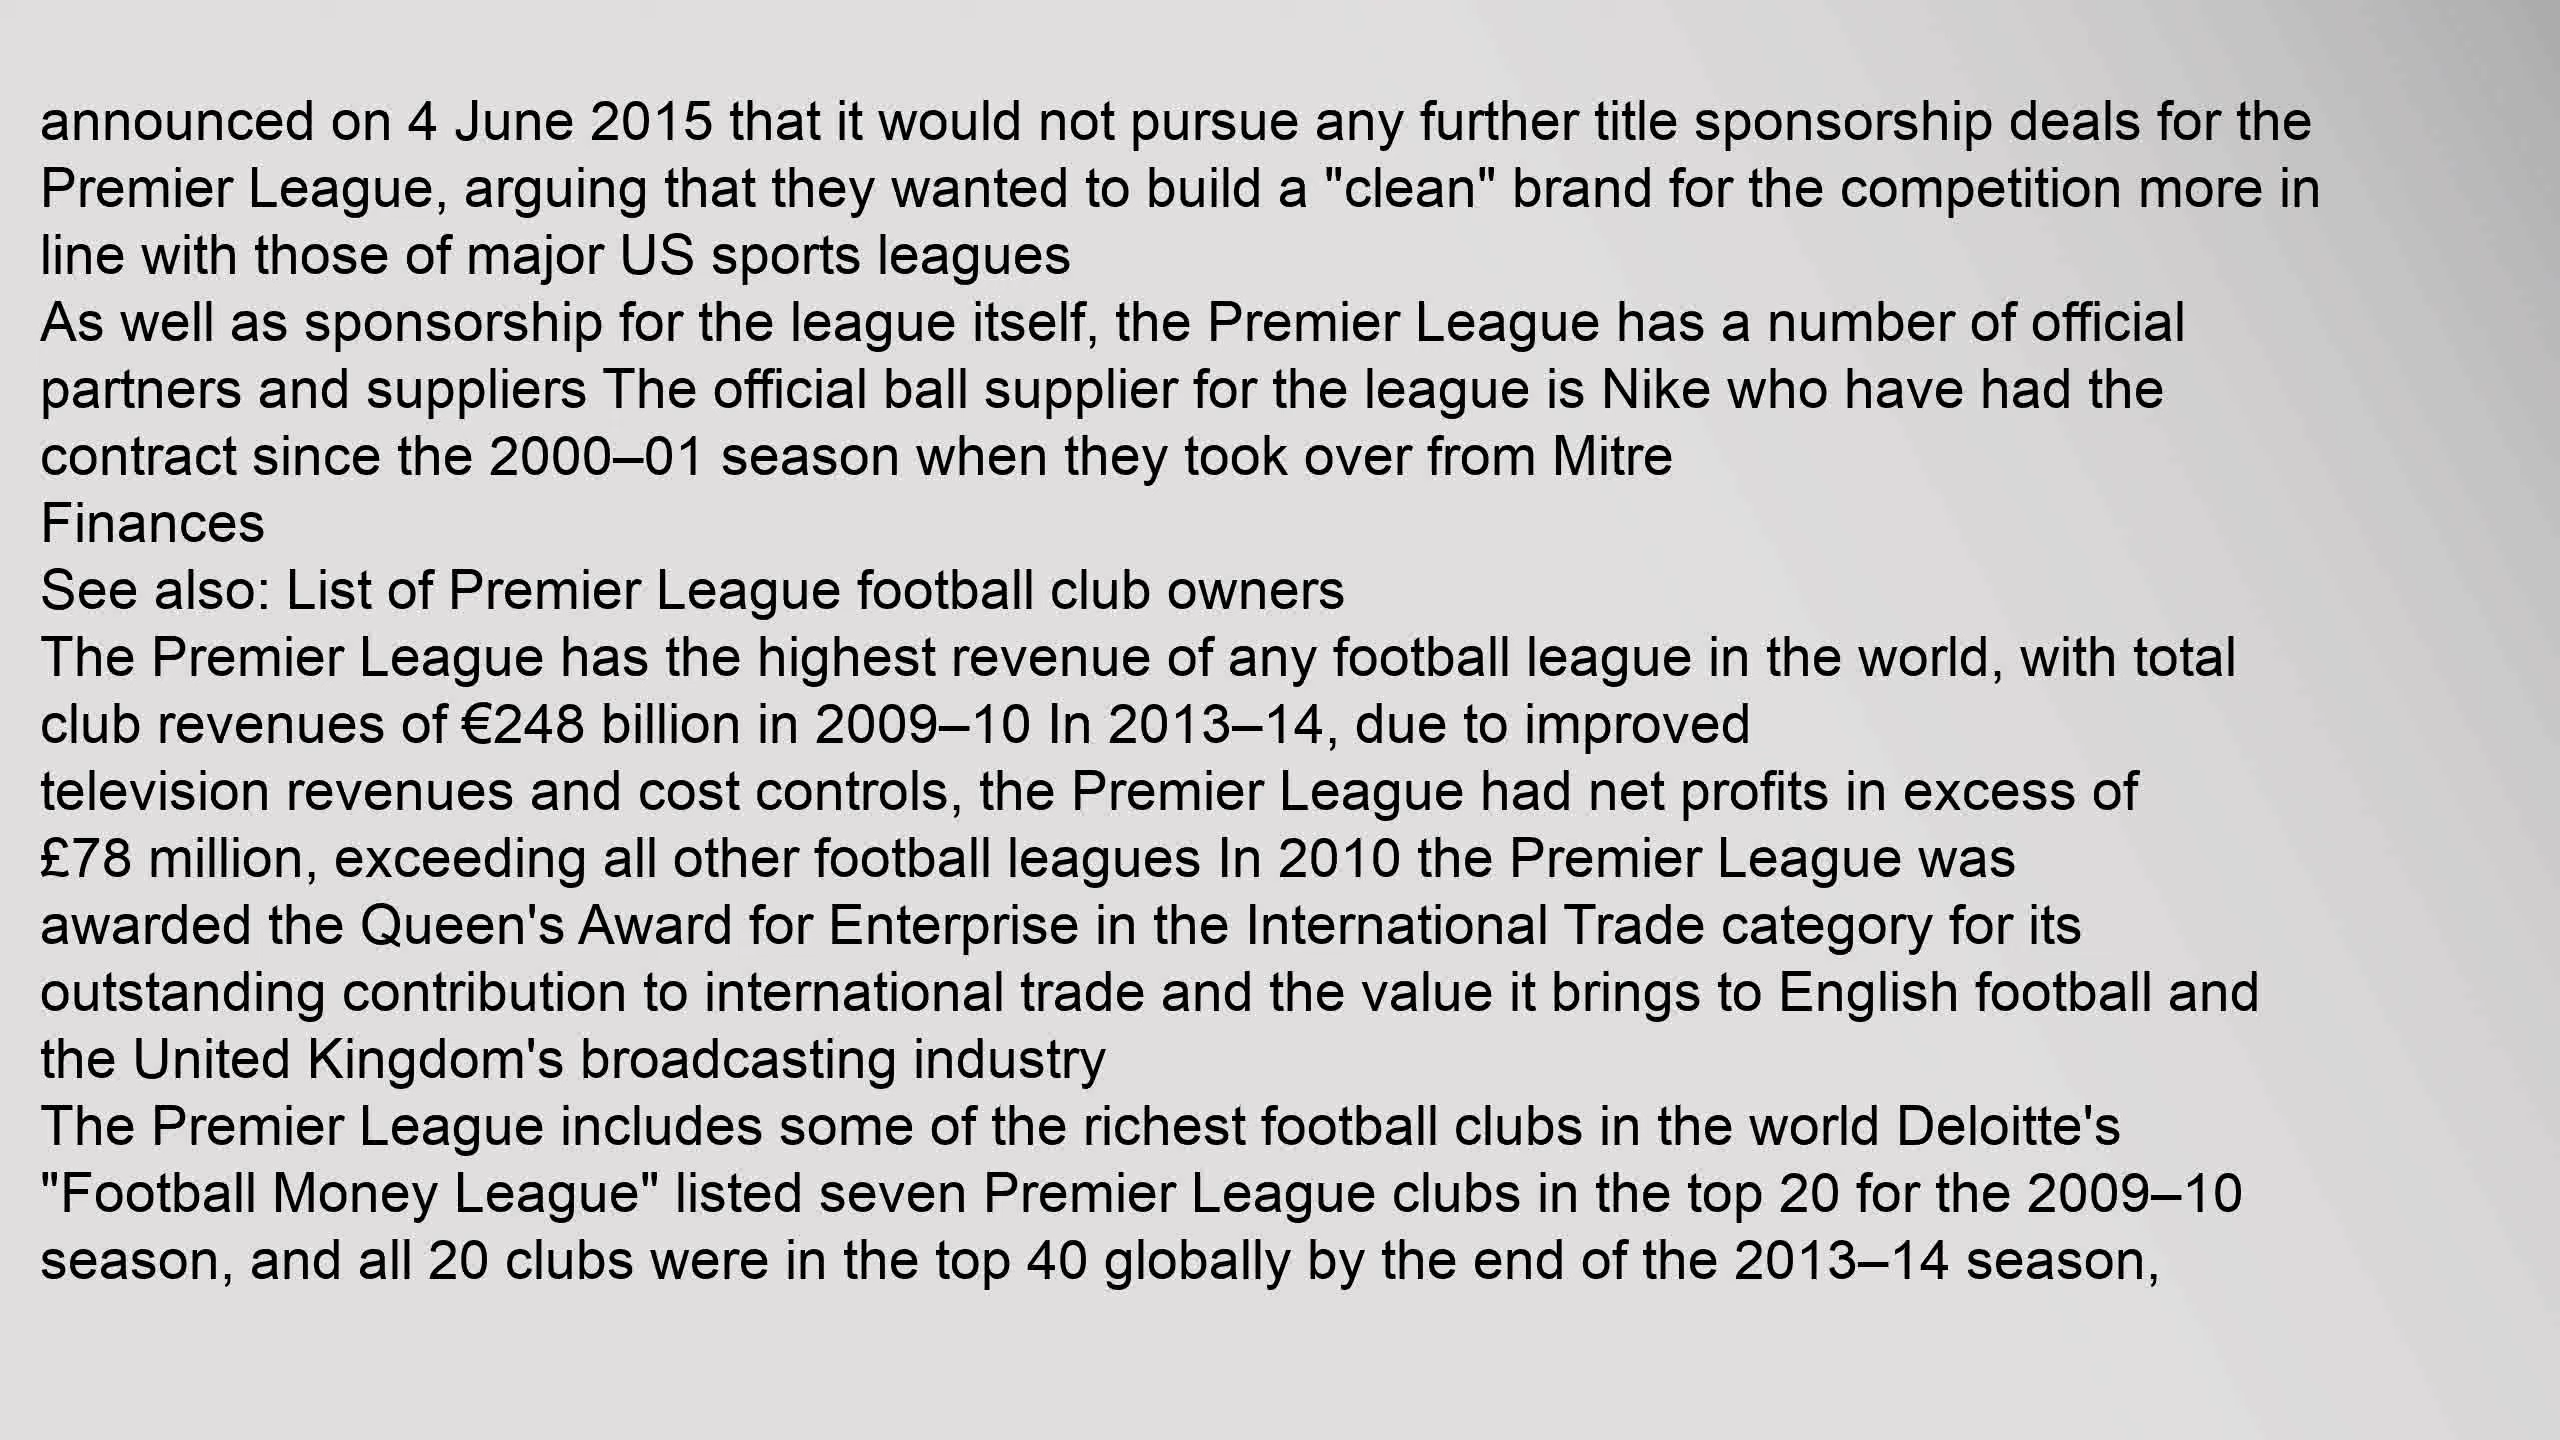 announced on 4 June 2015 that it would not pursue any further title sponsorship deals for the
Premier League, arguing that they wanted to build a "clean" brand for the competition more in
line with those of major US sports leagues
As well as sponsorship for the league itself, the Premier League has a number of official
partners and suppliers The official ball supplier for the league is Nike who have had the
contract since the 2000–01 season when they took over from Mitre
Finances
See also: List of Premier League football club owners
The Premier League has the highest revenue of any football league in the world, with total
club revenues of €248 billion in 2009–10 In 2013–14, due to improved
television revenues and cost controls, the Premier League had net profits in excess of
£78 million, exceeding all other football leagues In 2010 the Premier League was
awarded the Queen's Award for Enterprise in the International Trade category for its
outstanding contribution to international trade and the value it brings to English football and
the United Kingdom's broadcasting industry
The Premier League includes some of the richest football clubs in the world Deloitte's
"Football Money League" listed seven Premier League clubs in the top 20 for the 2009–10
season, and all 20 clubs were in the top 40 globally by the end of the 2013–14 season,